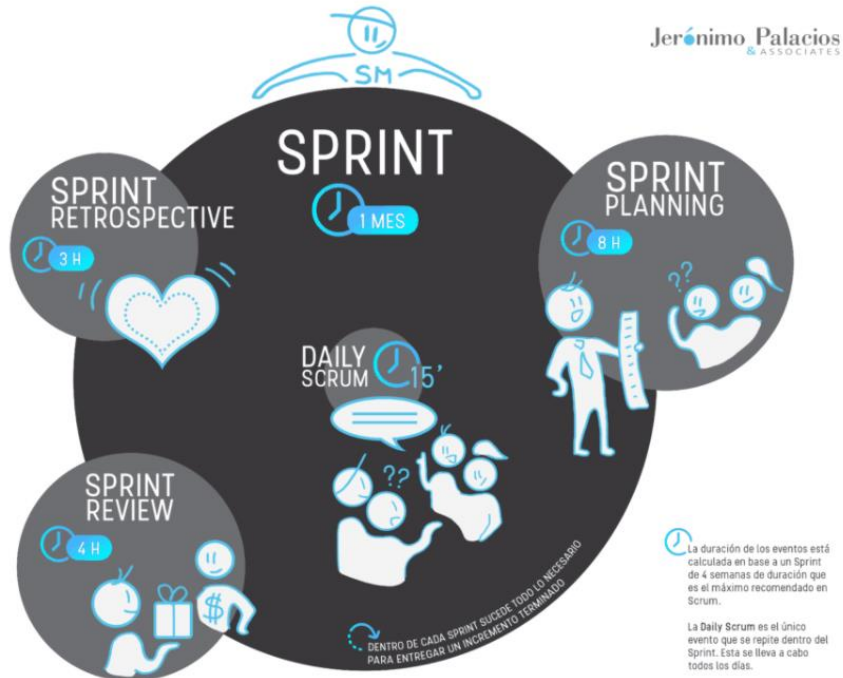 Jerónimo Palacios
& ASSOCIATES
SM
SPRINT
1 MES
SPRINT
RETROSPECTIVE
3 H
SPRINT
PLANNING
8 H
??
DAILY
SCRUM
15'
??
SPRINT
REVIEW
4 H
$
DENTRO DE CADA SPRINT SUCEDE TODO LO NECESARIO
PARA ENTREGAR UN INCREMENTO TERMINADO
La duración de los eventos está
calculada en base a un Sprint
de 4 semanas de duración que
es el máximo recomendado en
Scrum.
La Daily Scrum es el único
evento que se repite dentro del
Sprint. Esta se lleva a cabo
todos los días.